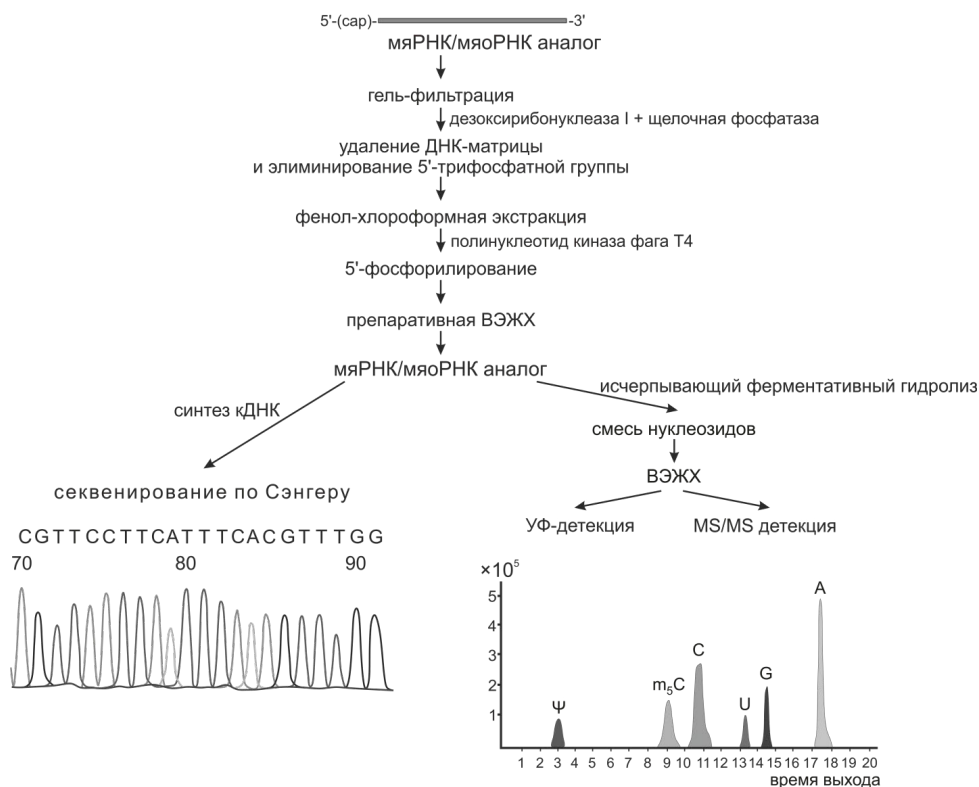 5'-(cap)- -3'
мяРНК/мяоРНК аналог
гель-фильтрация
дезоксирибонуклеаза I + щелочная фосфатаза
удаление ДНК-матрицы
и элиминирование 5'-трифосфатной группы
фенол-хлороформная экстракция
полинуклеотид киназа фага Т4
5'-фосфорилирование
препаративная ВЭЖХ
мяРНК/мяоРНК аналог
синтез кДНК
исчерпывающий ферментативный гидролиз
смесь нуклеозидов
ВЭЖХ
УФ-детекция MS/MS детекция
секвенирование по Сэнгеру
CGTTCCTTCATTTCACGTTTGG
70 80 90
×10⁵
5
4
3
2
1
Ψ m₅C C U G A
1 2 3 4 5 6 7 8 9 10 11 12 13 14 15 16 17 18 19 20
время выхода